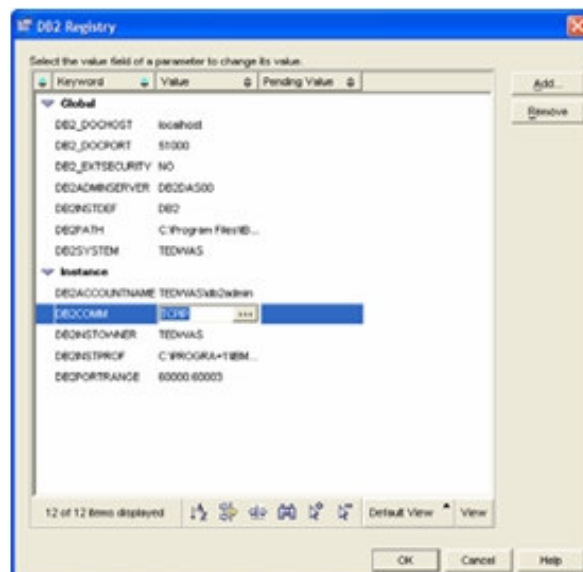 DB2 Registry
Select the value field of a parameter to change its value.
Keyword Value Pending Value
Global
DB2_DOCHOST localhost
DB2_DOCPORT 51000
DB2_EXTSECURITY NO
DB2ADMINSERVER DB2DAS00
DB2INSTDEF DB2
DB2PATH C:\Program Files\IB...
DB2SYSTEM TEDWAS
Instance
DB2ACCOUNTNAME TEDWAS\db2admin
DB2COMM TCPIP ...
DB2INSTOWNER TEDWAS
DB2INSTPROF C:\PROGRA~1\IBM...
DB2PORTRANGE 60000:60003
12 of 12 items displayed Default View View
Add...
Remove
OK Cancel Help